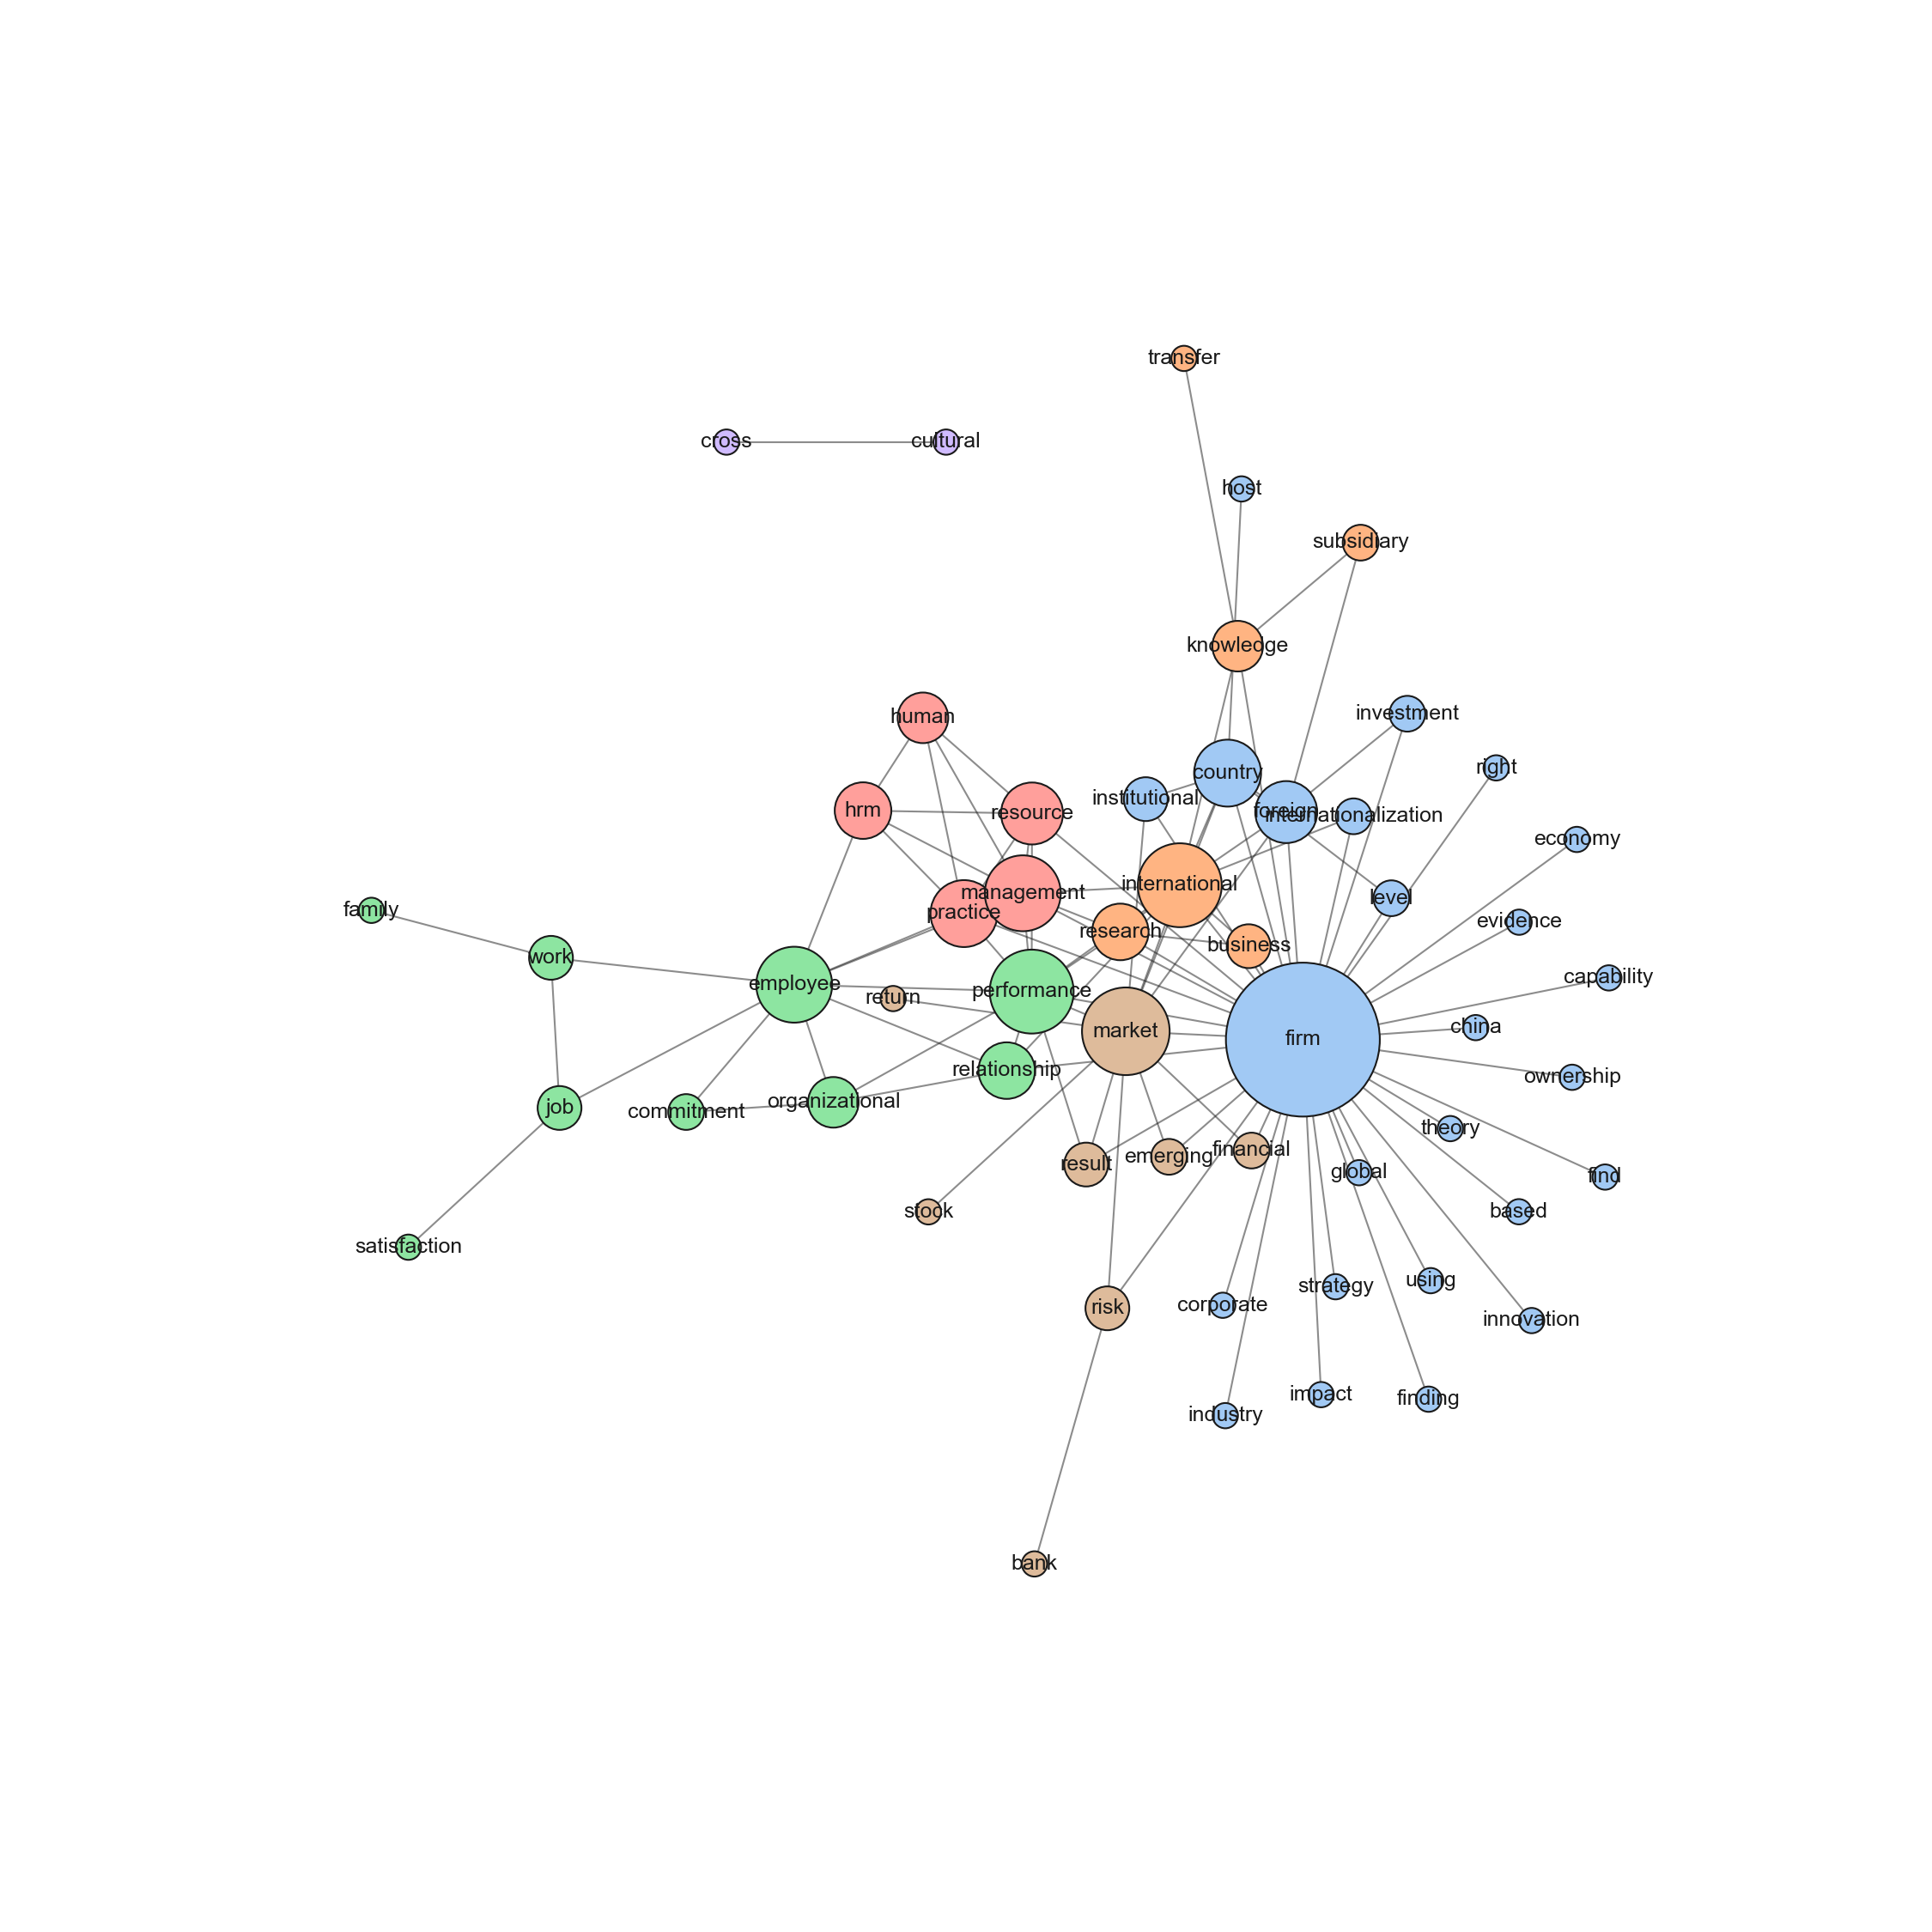 transfer
cross
cultural
host
subsidiary
knowledge
human
investment
right
country
institutional
hrm
resource
foreign
internationalization
economy
international
management
level
family
practice
evidence
research
business
work
capability
employee
performance
return
china
market
firm
relationship
ownership
organizational
job
commitment
theory
financial
emerging
result
global
find
stock
based
satisfaction
strategy
using
risk
corporate
innovation
impact
finding
industry
bank